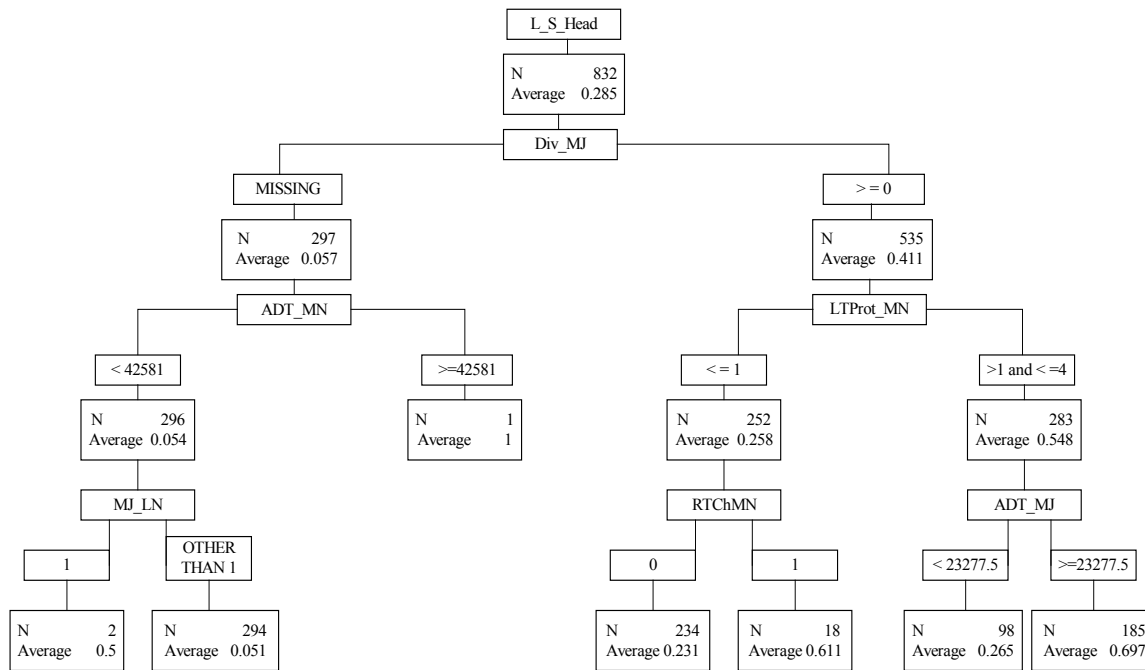 L_S_Head
N 832
Average 0.285
Div_MJ
MISSING
> = 0
N 297
Average 0.057
N 535
Average 0.411
ADT_MN
LTProt_MN
< 42581
>=42581
< = 1
>1 and < =4
N 296
Average 0.054
N 1
Average 1
N 252
Average 0.258
N 283
Average 0.548
MJ_LN
RTChMN
ADT_MJ
1
OTHER
THAN 1
0
1
< 23277.5
>=23277.5
N 2
Average 0.5
N 294
Average 0.051
N 234
Average 0.231
N 18
Average 0.611
N 98
Average 0.265
N 185
Average 0.697